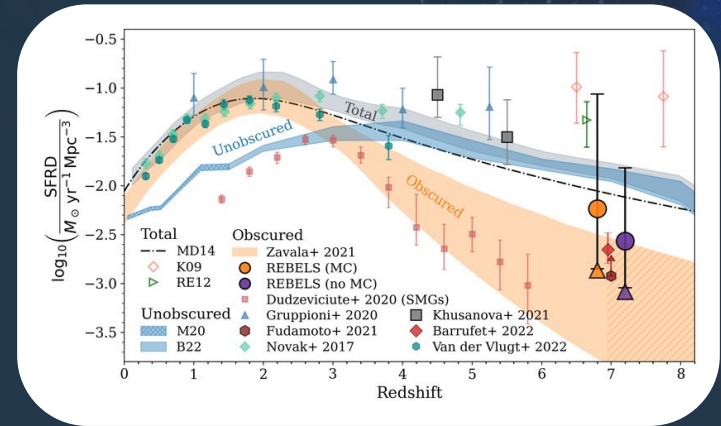 −0.5
−1.0
−1.5
−2.0
−2.5
−3.0
−3.5
log10(SFRD / M⊙ yr−1 Mpc−3)
Total
Unobscured
Obscured
Total
MD14
K09
RE12
Unobscured
M20
B22
Obscured
Zavala+ 2021
REBELS (MC)
REBELS (no MC)
Dudzeviciute+ 2020 (SMGs)
Gruppioni+ 2020
Fudamoto+ 2021
Novak+ 2017
Khusanova+ 2021
Barrufet+ 2022
Van der Vlugt+ 2022
0 1 2 3 4 5 6 7 8
Redshift